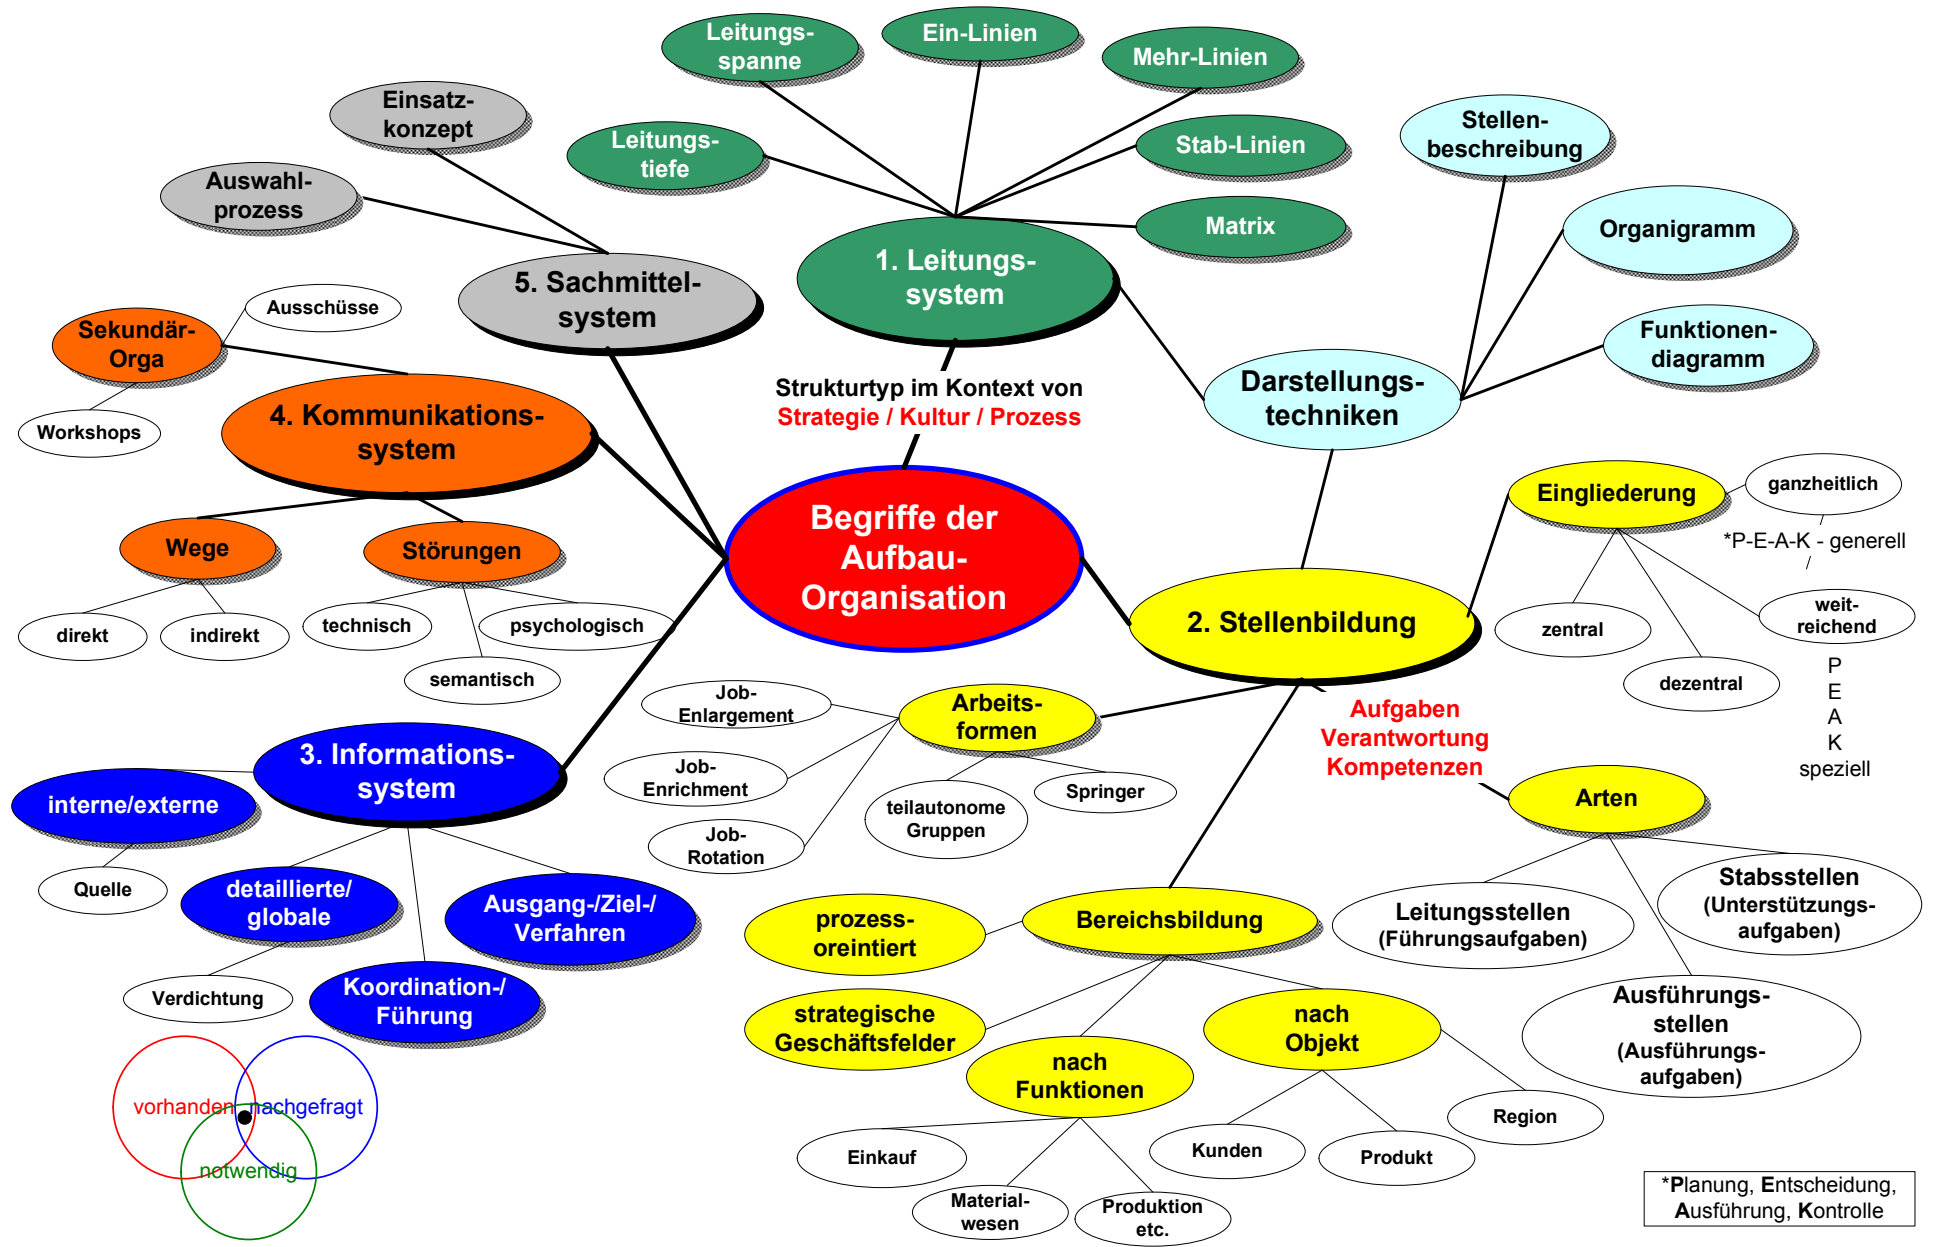 Leitungs-
spanne
Ein-Linien
Mehr-Linien
Einsatz-
konzept
Leitungs-
tiefe
Stab-Linien
Stellen-
beschreibung
Auswahl-
prozess
Matrix
Organigramm
1. Leitungs-
system
5. Sachmittel-
system
Ausschüsse
Sekundär-
Orga
Funktionen-
diagramm
Strukturtyp im Kontext von
Strategie / Kultur / Prozess
Darstellungs-
techniken
4. Kommunikations-
system
Workshops
Begriffe der
Aufbau-
Organisation
Eingliederung
ganzheitlich
*P-E-A-K - generell
Wege
Störungen
direkt
indirekt
technisch
psychologisch
semantisch
2. Stellenbildung
zentral
weit-
reichend
dezentral
P
E
A
K
speziell
Job-
Enlargement
Arbeits-
formen
Aufgaben
Verantwortung
Kompetenzen
3. Informations-
system
Job-
Enrichment
teilautonome
Gruppen
Springer
Arten
interne/externe
Job-
Rotation
Quelle
detaillierte/
globale
Ausgang-/Ziel-/
Verfahren
prozess-
oreintiert
Bereichsbildung
Leitungsstellen
(Führungsaufgaben)
Stabsstellen
(Unterstützungs-
aufgaben)
Verdichtung
Koordination-/
Führung
strategische
Geschäftsfelder
nach
Objekt
Ausführungs-
stellen
(Ausführungs-
aufgaben)
nach
Funktionen
vorhanden
nachgefragt
notwendig
Region
Einkauf
Kunden
Produkt
Material-
wesen
Produktion
etc.
*Planung, Entscheidung,
Ausführung, Kontrolle